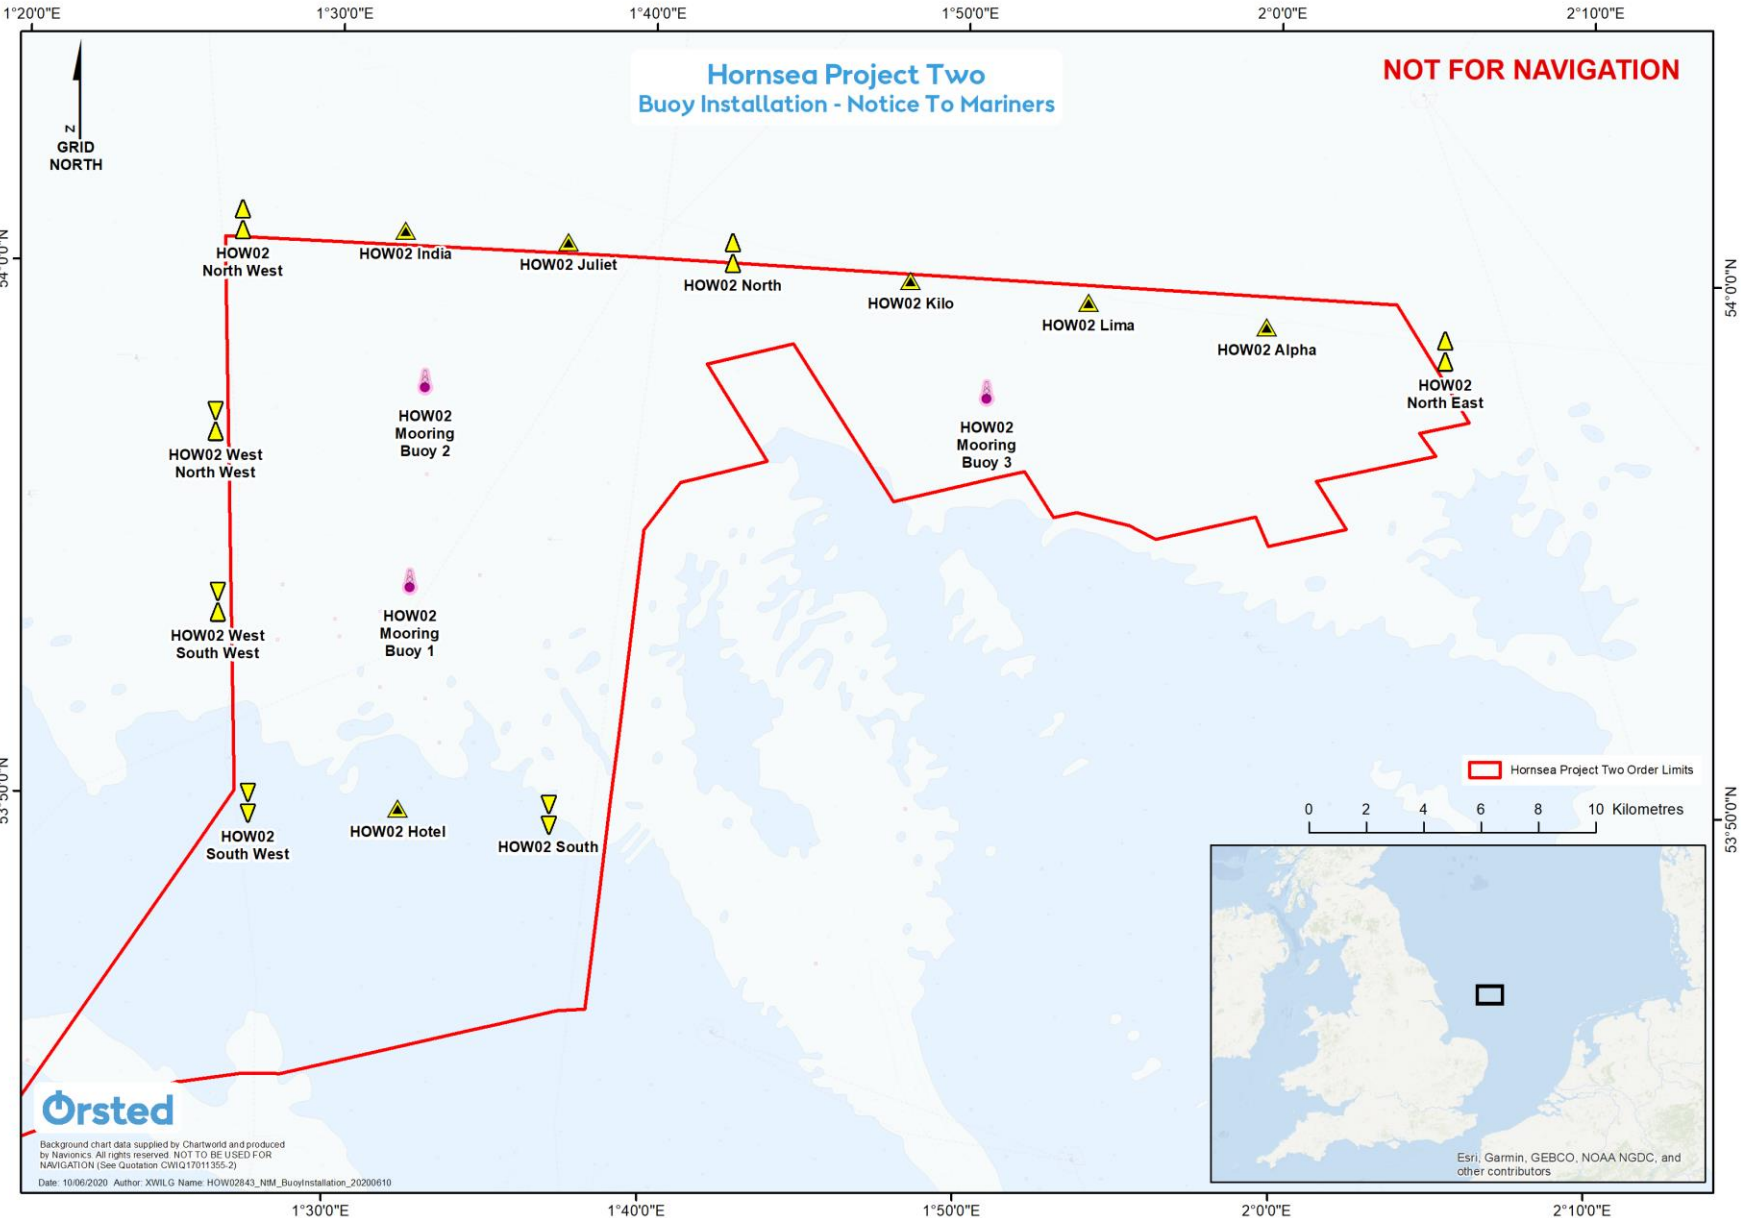 1°20'0"E
1°30'0"E
1°40'0"E
1°50'0"E
2°0'0"E
2°10'0"E
Hornsea Project Two
Buoy Installation - Notice To Mariners
NOT FOR NAVIGATION
N
GRID
NORTH
54°0'0"N
54°0'0"N
HOW02
North West
HOW02 India
HOW02 Juliet
HOW02 North
HOW02 Kilo
HOW02 Lima
HOW02 Alpha
HOW02
North East
HOW02
Mooring
Buoy 2
HOW02
Mooring
Buoy 3
HOW02 West
North West
HOW02
Mooring
Buoy 1
HOW02 West
South West
53°50'0"N
53°50'0"N
HOW02
South West
HOW02 Hotel
HOW02 South
Hornsea Project Two Order Limits
0 2 4 6 8 10 Kilometres
Orsted
Background chart data supplied by Chartworld and produced
by Navionics. All rights reserved. NOT TO BE USED FOR
NAVIGATION (See Quotation CWIQ17011355-2)
Date: 10/06/2020 Author: XWILG Name: HOW02843_NtM_BuoyInstallation_20200610
Esri, Garmin, GEBCO, NOAA NGDC, and
other contributors
1°30'0"E
1°40'0"E
1°50'0"E
2°0'0"E
2°10'0"E